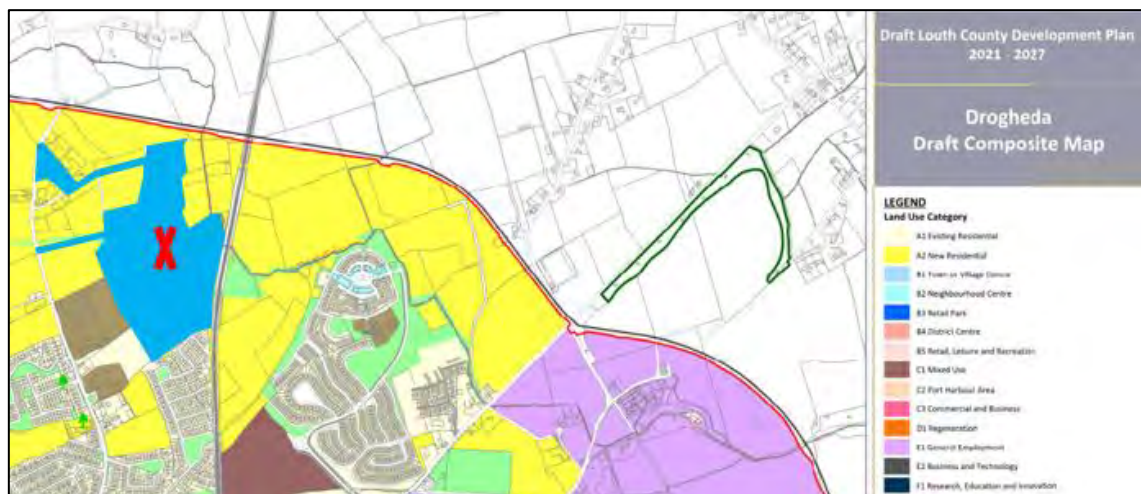 Draft Louth County Development Plan
2021 - 2027
Drogheda
Draft Composite Map
LEGEND
Land Use Category
A1 Existing Residential
A2 New Residential
B1 Town or Village Centre
B2 Neighbourhood Centre
B3 Retail Park
B4 District Centre
B5 Retail, Leisure and Recreation
C1 Mixed Use
C2 Port Harbour Area
C3 Commercial and Business
D1 Regeneration
E1 General Employment
E2 Business and Technology
F1 Research, Education and Innovation
X